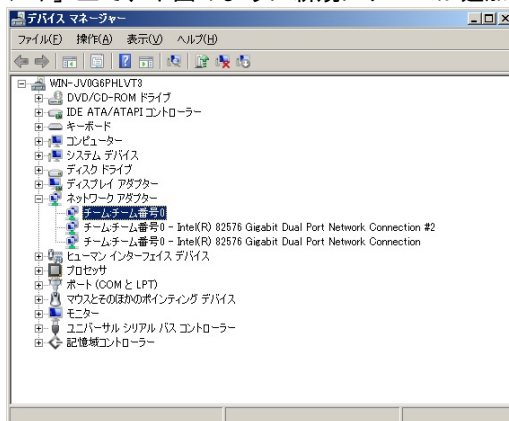 デバイス マネージャー
ファイル(F) 操作(A) 表示(V) ヘルプ(H)
WIN-JV0G6PHLVT3
DVD/CD-ROM ドライブ
IDE ATA/ATAPI コントローラー
キーボード
コンピューター
システム デバイス
ディスク ドライブ
ディスプレイ アダプター
ネットワーク アダプター
チーム:チーム番号0
チーム:チーム番号0 - Intel(R) 82576 Gigabit Dual Port Network Connection #2
チーム:チーム番号0 - Intel(R) 82576 Gigabit Dual Port Network Connection
ヒューマン インターフェイス デバイス
プロセッサ
ポート (COM と LPT)
マウスとそのほかのポインティング デバイス
モニター
ユニバーサル シリアル バス コントローラー
記憶域コントローラー